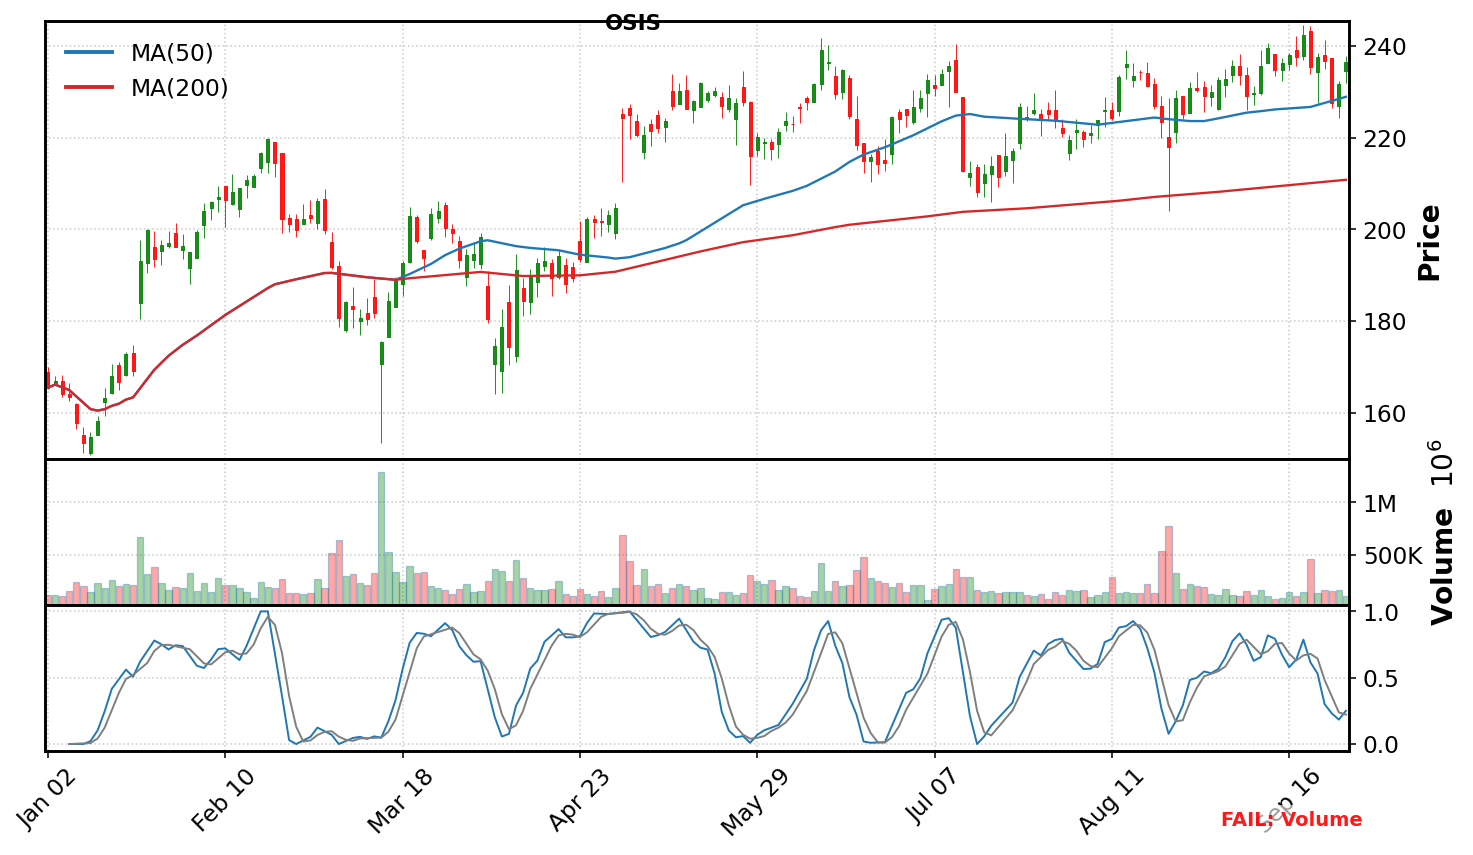 OSIS
MA(50)
MA(200)
240
220
200
180
160
Price
1M
500K
Volume 10⁶
1.0
0.5
0.0
Jan 02
Feb 10
Mar 18
Apr 23
May 29
Jul 07
Aug 11
Sep 16
FAIL: Volume